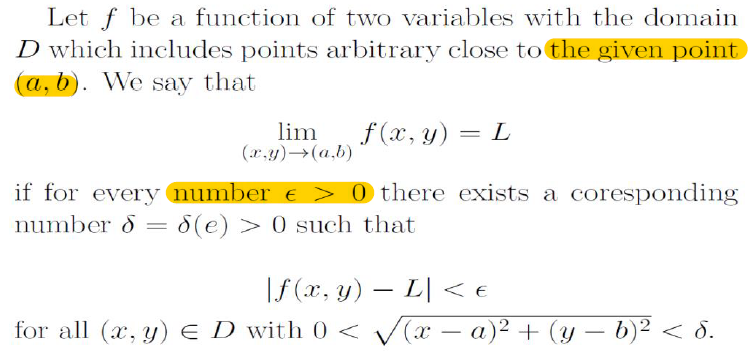 Let f be a function of two variables with the domain
D which includes points arbitrary close to the given point
(a, b). We say that
lim f(x, y) = L
(x,y)→(a,b)
if for every number ϵ > 0 there exists a coresponding
number δ = δ(e) > 0 such that
|f(x, y) − L| < ϵ
for all (x, y) ∈ D with 0 < √(x − a)² + (y − b)² < δ.